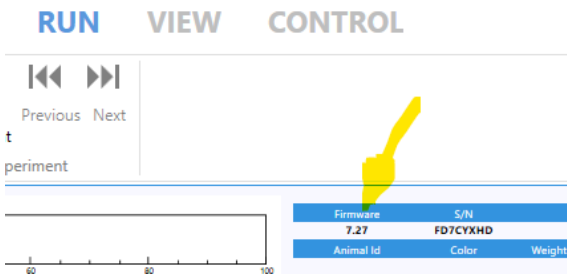 RUN VIEW CONTROL
Previous Next
t
periment
Firmware S/N
7.27 FD7CYXHD
Animal Id Color Weight
60 80 100